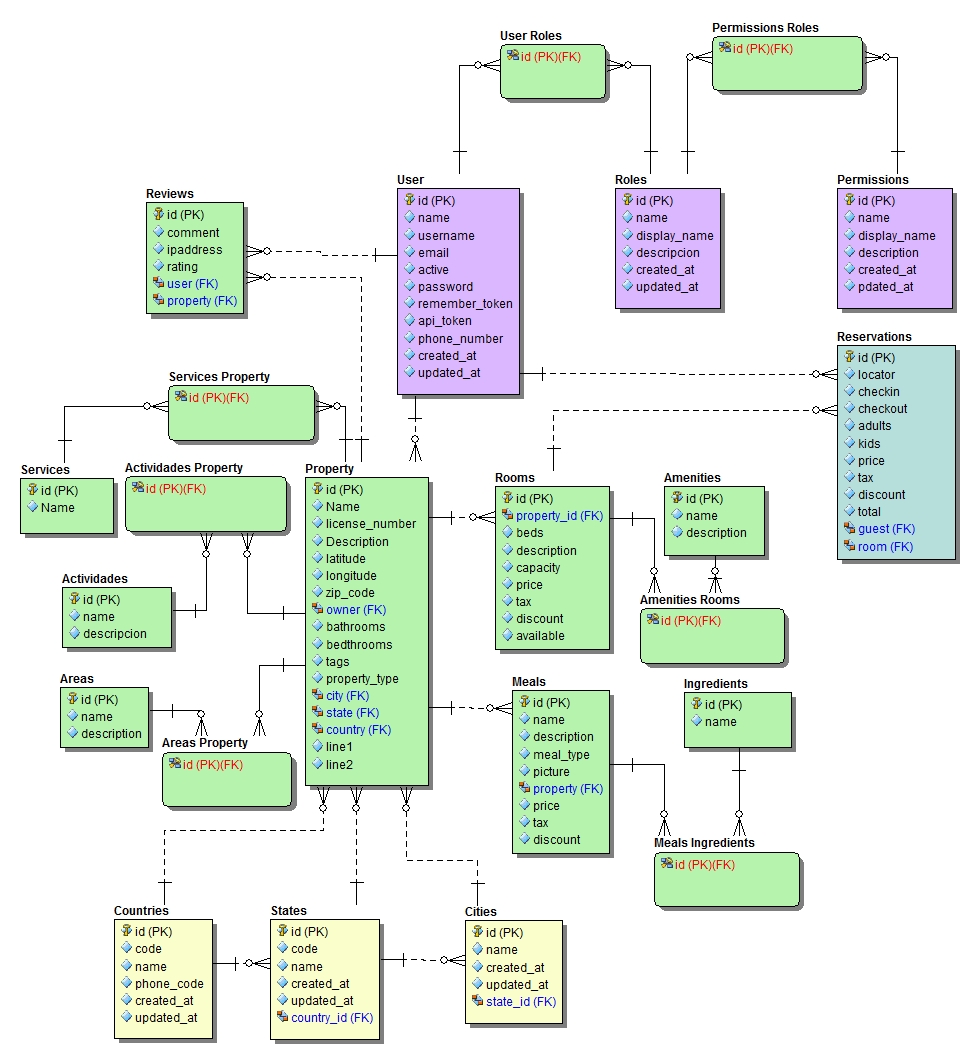 User Roles
id (PK)(FK)
Permissions Roles
id (PK)(FK)
User
id (PK)
name
username
email
active
password
remember_token
api_token
phone_number
created_at
updated_at
Roles
id (PK)
name
display_name
descripcion
created_at
updated_at
Permissions
id (PK)
name
display_name
description
created_at
pdated_at
Reviews
id (PK)
comment
ipaddress
rating
user (FK)
property (FK)
Reservations
id (PK)
locator
checkin
checkout
adults
kids
price
tax
discount
total
guest (FK)
room (FK)
Services Property
id (PK)(FK)
Services
id (PK)
Name
Actividades Property
id (PK)(FK)
Property
id (PK)
Name
license_number
Description
latitude
longitude
zip_code
owner (FK)
bathrooms
bedthrooms
tags
property_type
city (FK)
state (FK)
country (FK)
line1
line2
Rooms
id (PK)
property_id (FK)
beds
description
capacity
price
tax
discount
available
Amenities
id (PK)
name
description
Actividades
id (PK)
name
descripcion
Amenities Rooms
id (PK)(FK)
Areas
id (PK)
name
description
Areas Property
id (PK)(FK)
Meals
id (PK)
name
description
meal_type
picture
property (FK)
price
tax
discount
Ingredients
id (PK)
name
Meals Ingredients
id (PK)(FK)
Countries
id (PK)
code
name
phone_code
created_at
updated_at
States
id (PK)
code
name
created_at
updated_at
country_id (FK)
Cities
id (PK)
name
created_at
updated_at
state_id (FK)